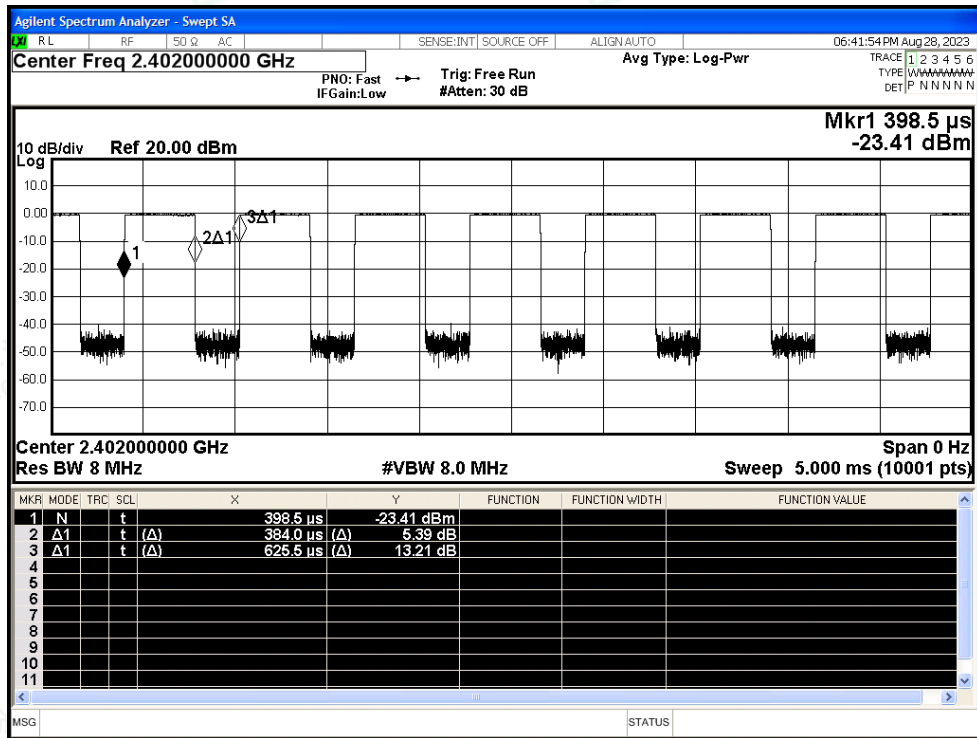 Agilent Spectrum Analyzer - Swept SA
LXI RL RF 50 Ω AC SENSE:INT SOURCE OFF ALIGN AUTO 06:41:54 PM Aug 28, 2023
Center Freq 2.402000000 GHz Avg Type: Log-Pwr TRACE 1 2 3 4 5 6
PNO: Fast Trig: Free Run TYPE
IFGain:Low #Atten: 30 dB DET P N N N N N
Mkr1 398.5 µs
10 dB/div Ref 20.00 dBm -23.41 dBm
Log
10.0
0.00
3Δ1
-10.0
2Δ1
1
-20.0
-30.0
-40.0
-50.0
-60.0
-70.0
Center 2.402000000 GHz Span 0 Hz
Res BW 8 MHz #VBW 8.0 MHz Sweep 5.000 ms (10001 pts)
MKR MODE TRC SCL X Y FUNCTION FUNCTION WIDTH FUNCTION VALUE
1 N t 398.5 µs -23.41 dBm
2 Δ1 t (Δ) 384.0 µs (Δ) 5.39 dB
3 Δ1 t (Δ) 625.5 µs (Δ) 13.21 dB
4
5
6
7
8
9
10
11
MSG STATUS